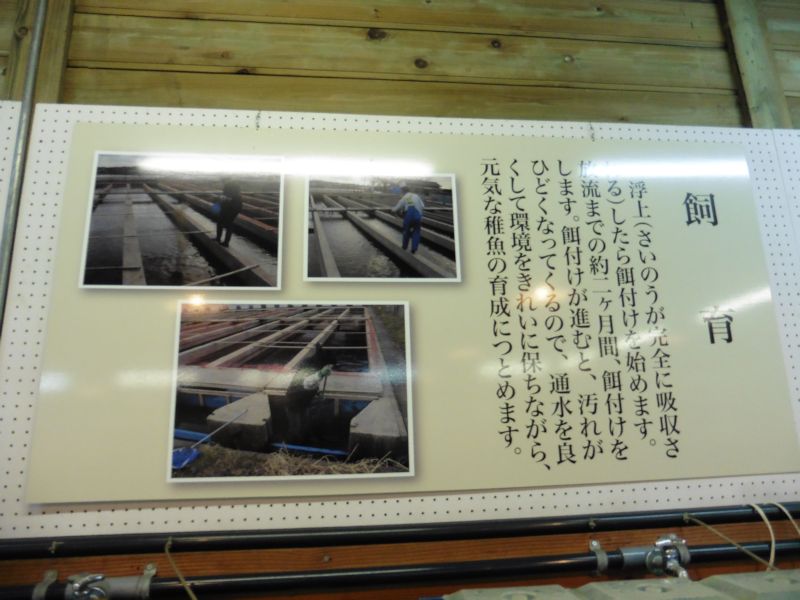 飼育
浮上(さいのうが完全に吸収さ
れる)したら餌付けを始めます。
放流までの約二ヶ月間、餌付けを
します。餌付けが進むと、汚れが
ひどくなってくるので、通水を良
くして環境をきれいに保ちながら、
元気な稚魚の育成につとめます。